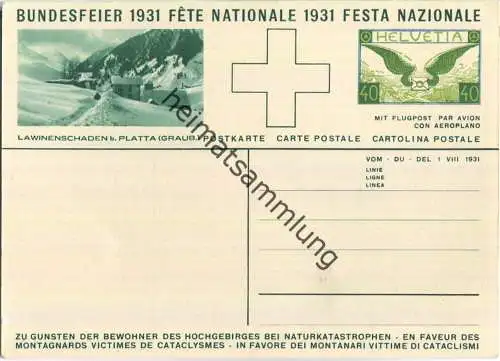 BUNDESFEIER 1931 FÊTE NATIONALE 1931 FESTA NAZIONALE
HELVETIA
40 40
MIT FLUGPOST PAR AVION
CON AEROPLANO
LAWINENSCHADEN b. PLATTA (GRAUB.) POSTKARTE CARTE POSTALE CARTOLINA POSTALE
VOM - DU - DEL 1 VIII 1931
LINIE
LIGNE
LINEA
heimatsammlung
ZU GUNSTEN DER BEWOHNER DES HOCHGEBIRGES BEI NATURKATASTROPHEN - EN FAVEUR DES
MONTAGNARDS VICTIMES DE CATACLYSMES - IN FAVORE DEI MONTANARI VITTIME DI CATACLISMI